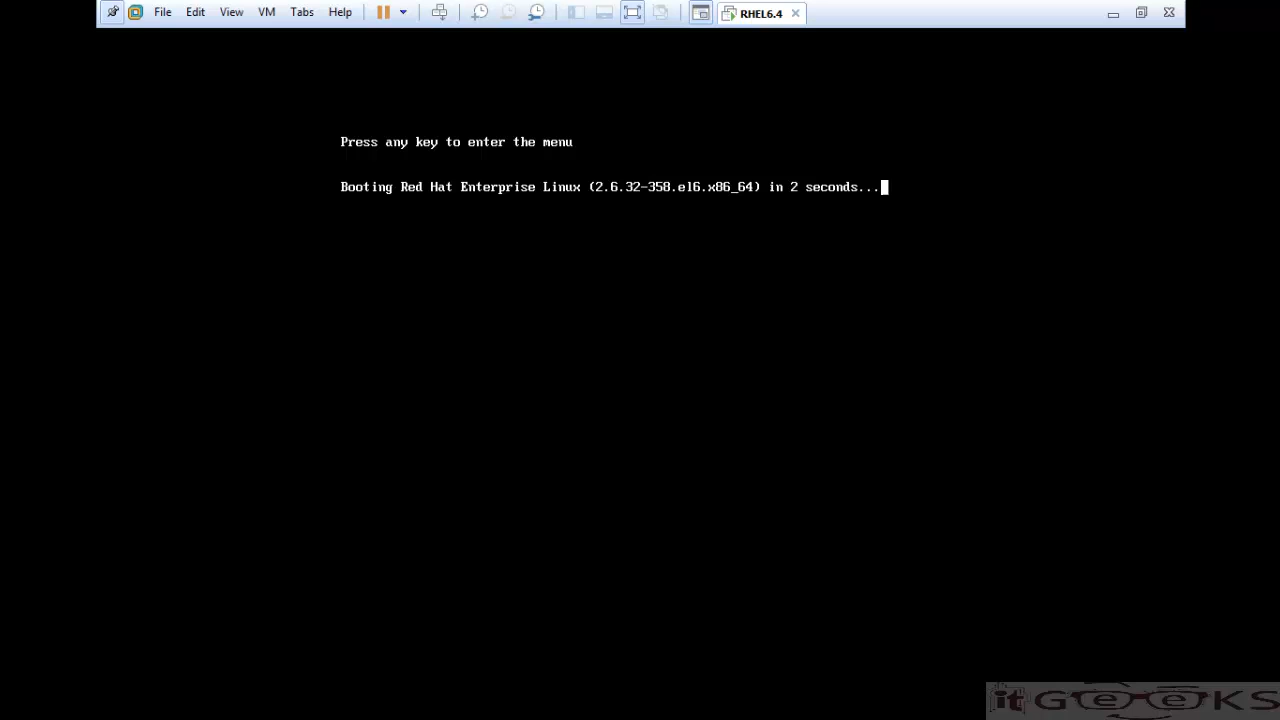 File Edit View VM Tabs Help RHEL6.4
Press any key to enter the menu
Booting Red Hat Enterprise Linux (2.6.32-358.el6.x86_64) in 2 seconds...
itGeeKS